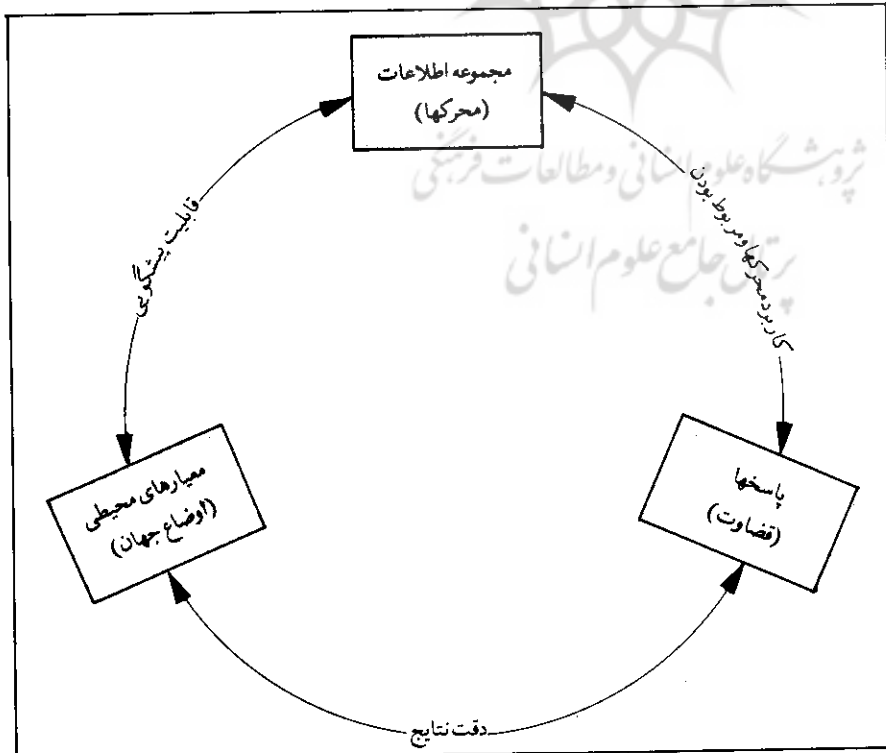 مجموعه اطلاعات
(محرکها)
پژوهشگاه علوم انسانی و مطالعات فرهنگی
پرتال جامع علوم انسانی
قابلیت پیشگویی
کاربرد محرکها و مربوط بودن
معیارهای محیطی
(اوضاع جهان)
پاسخها
(قضاوت)
دقت نتایج